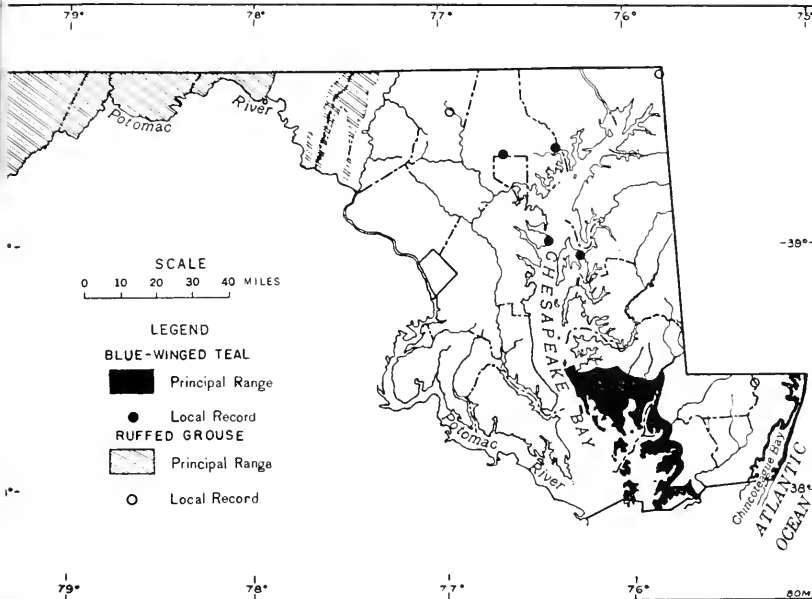 79° 78° 77° 76° 75°
Potomac River
39°
SCALE
0 10 20 30 40 MILES
LEGEND
BLUE-WINGED TEAL
Principal Range
Local Record
RUFFED GROUSE
Principal Range
Local Record
CHESAPEAKE BAY
Potomac River
Chincoteague Bay
ATLANTIC OCEAN
38°
79° 78° 77° 76°